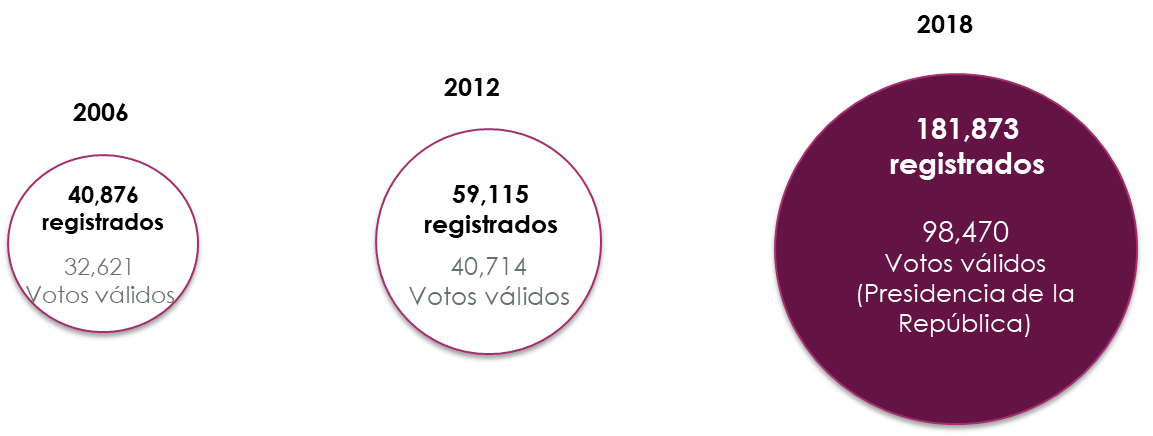 2006
40,876
registrados
32,621
Votos válidos
2012
59,115
registrados
40,714
Votos válidos
2018
181,873
registrados
98,470
Votos válidos
(Presidencia de la
República)